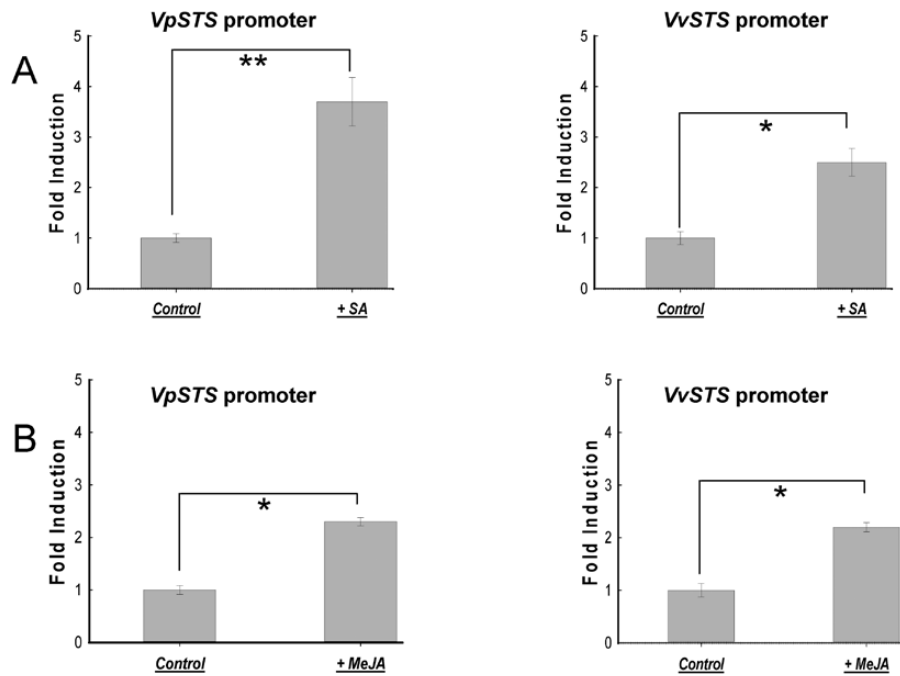 VpSTS promoter
VvSTS promoter
A
Fold Induction
5
4
3
2
1
0
**
Control
+ SA
Fold Induction
5
4
3
2
1
0
*
Control
+ SA
VpSTS promoter
VvSTS promoter
B
Fold Induction
5
4
3
2
1
0
*
Control
+ MeJA
Fold Induction
5
4
3
2
1
0
*
Control
+ MeJA